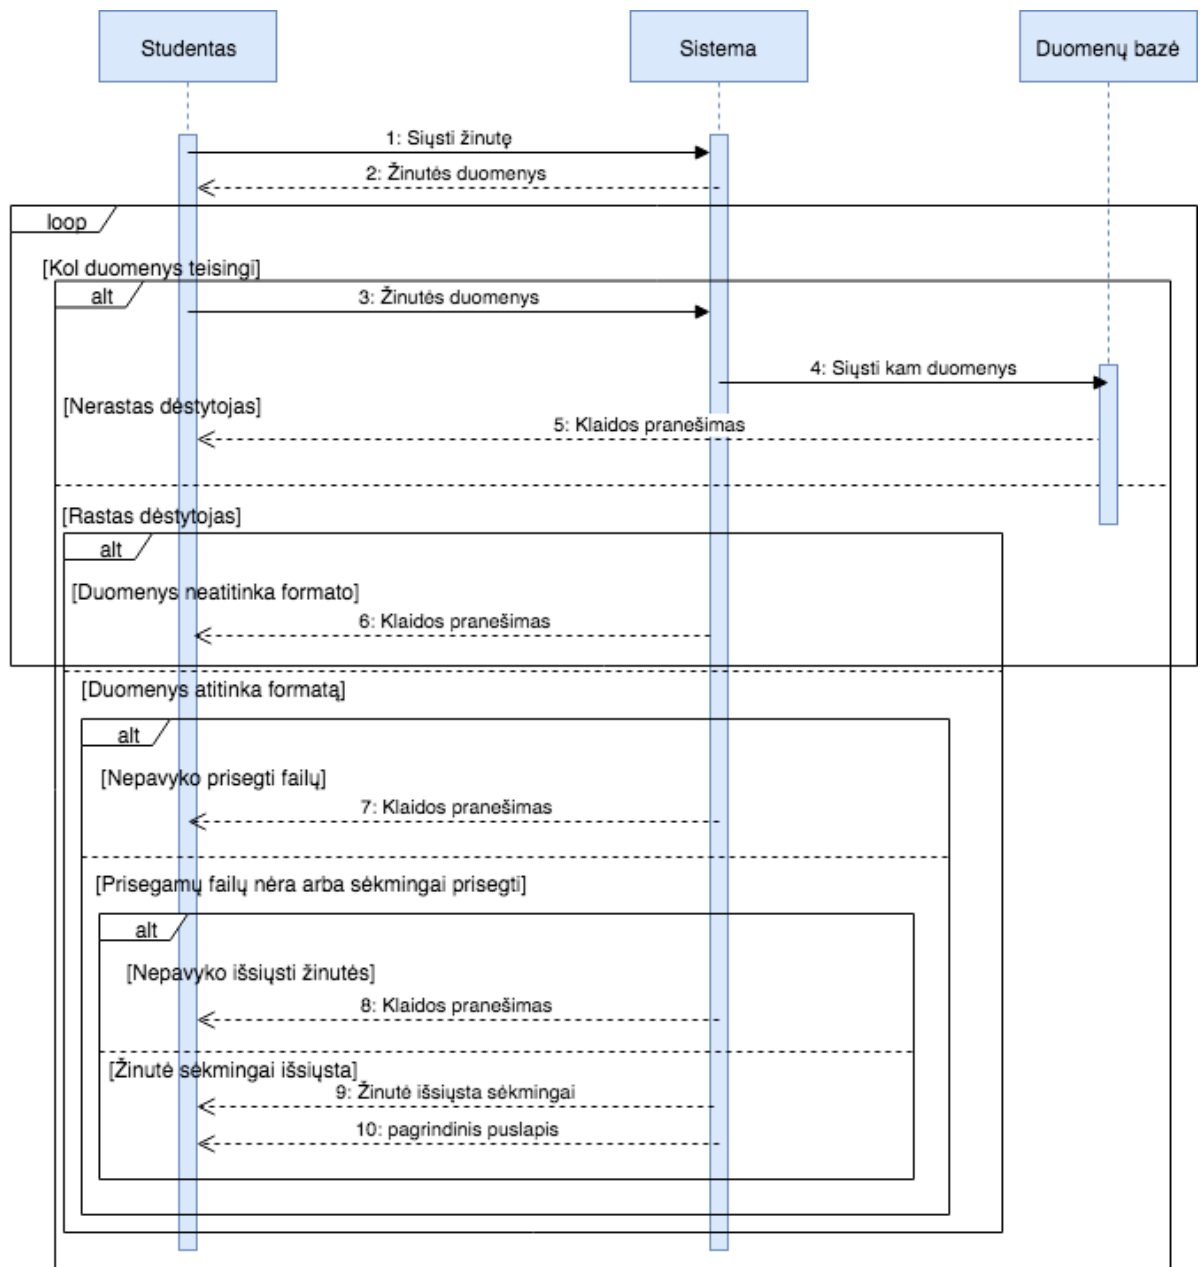 Studentas
Sistema
Duomenų bazė
1: Siųsti žinutę
2: Žinutės duomenys
loop
[Kol duomenys teisingi]
alt
3: Žinutės duomenys
4: Siųsti kam duomenys
[Nerastas dėstytojas]
5: Klaidos pranešimas
[Rastas dėstytojas]
alt
[Duomenys neatitinka formato]
6: Klaidos pranešimas
[Duomenys atitinka formatą]
alt
[Nepavyko prisegti failų]
7: Klaidos pranešimas
[Prisegamų failų nėra arba sėkmingai prisegti]
alt
[Nepavyko išsiųsti žinutės]
8: Klaidos pranešimas
[Žinutė sėkmingai išsiųsta]
9: Žinutė išsiųsta sėkmingai
10: pagrindinis puslapis